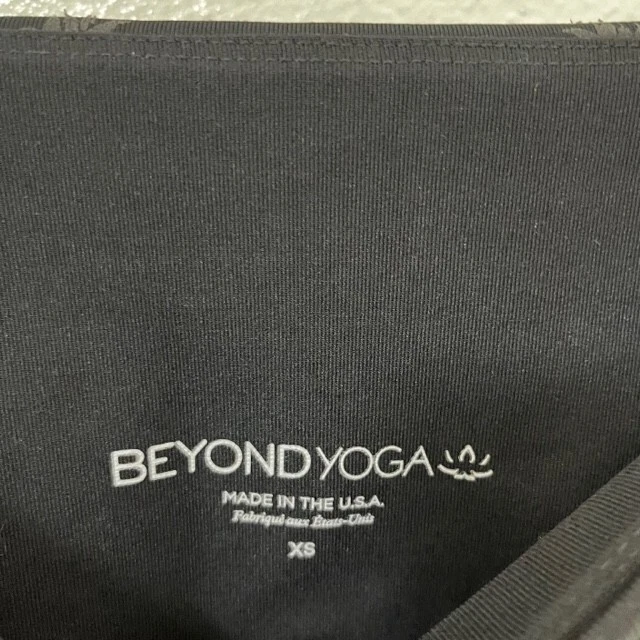 BEYOND YOGA
MADE IN THE U.S.A.
Fabriqué aux États-Unis
XS